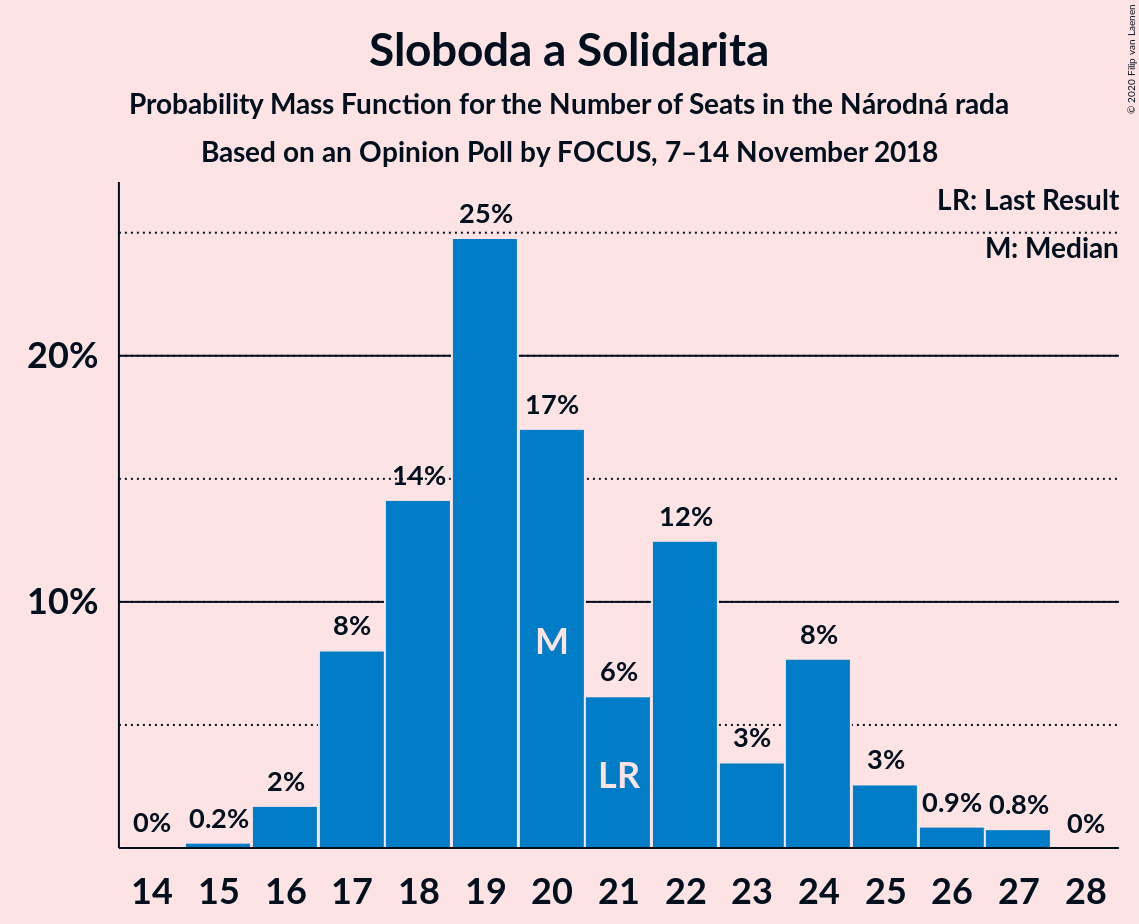 Sloboda a Solidarita
Probability Mass Function for the Number of Seats in the Národná rada
Based on an Opinion Poll by FOCUS, 7–14 November 2018
© 2020 Filip van Laenen
LR: Last Result
M: Median
20%
10%
0%
0.2%
2%
8%
14%
25%
17%
6%
12%
3%
8%
3%
0.9%
0.8%
0%
M
LR
14 15 16 17 18 19 20 21 22 23 24 25 26 27 28